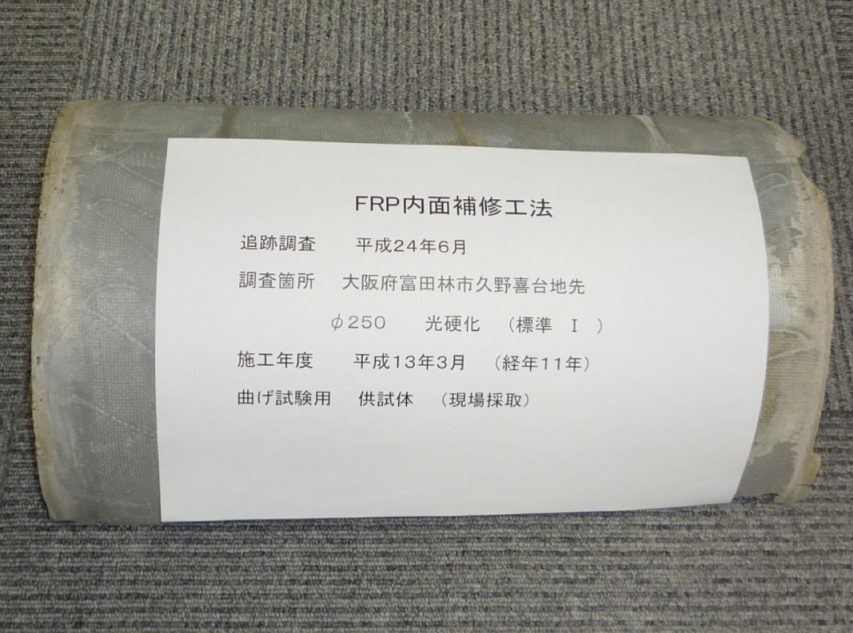 FRP内面補修工法
追跡調査　　平成24年6月
調査箇所　　大阪府富田林市久野喜台地先
φ250　　光硬化　（標準　Ⅰ　）
施工年度　　平成13年3月　（経年11年）
曲げ試験用　　供試体　（現場採取）